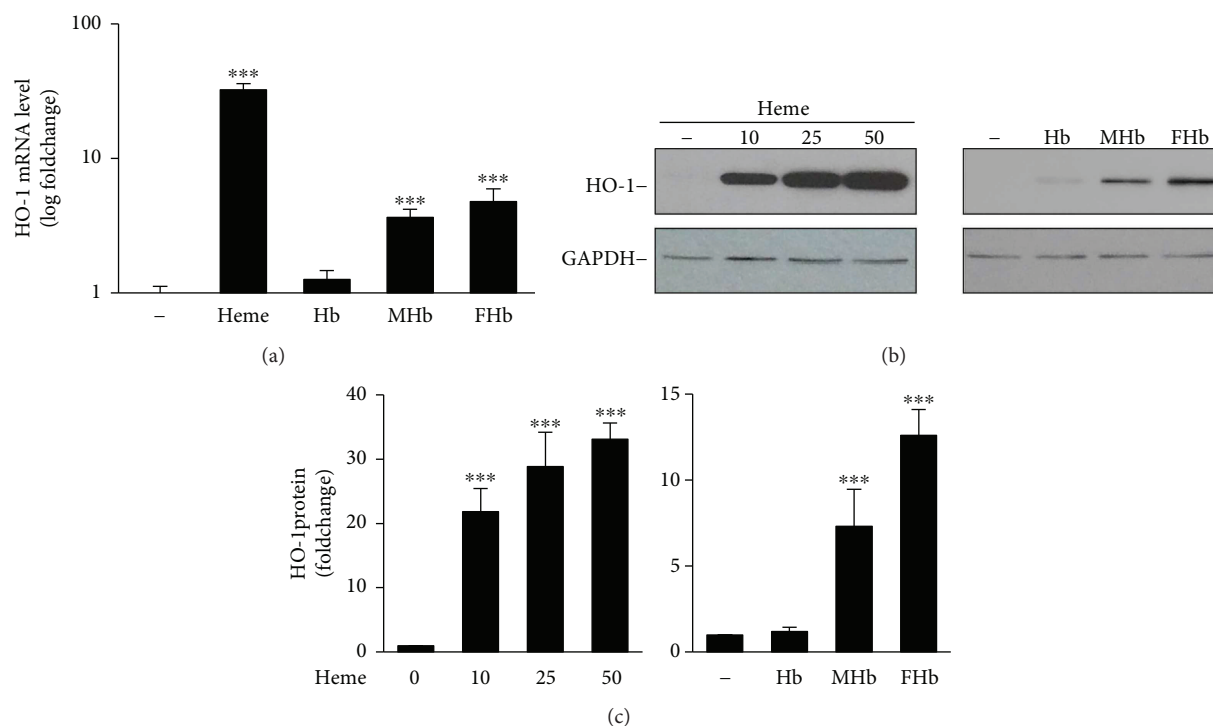 100
10
1
HO-1 mRNA level
(log foldchange)
***
***
***
– Heme Hb MHb FHb
(a)
Heme
– 10 25 50
HO-1–
GAPDH–
– Hb MHb FHb
(b)
40
30
20
10
0
HO-1protein
(foldchange)
***
***
***
Heme 0 10 25 50
15
10
5
0
***
***
– Hb MHb FHb
(c)